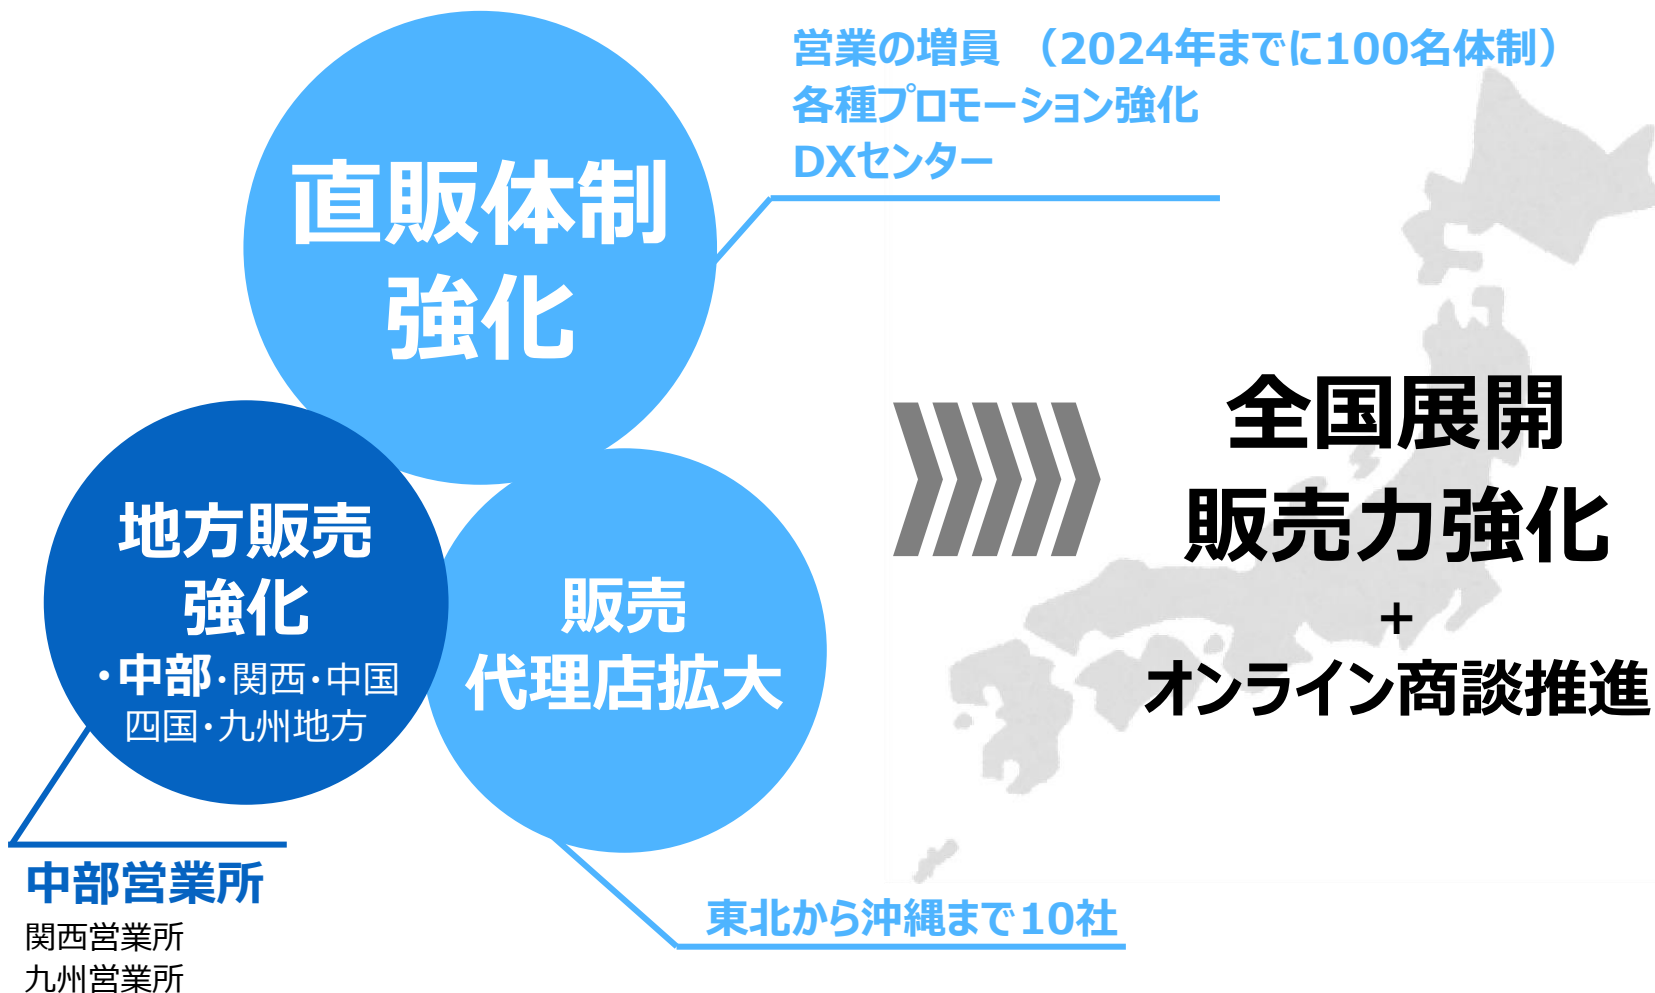 営業の増員 （2024年までに100名体制）
各種プロモーション強化
DXセンター
直販体制
強化
地方販売
強化
・中部・関西・中国
四国・九州地方
販売
代理店拡大
全国展開
販売力強化
+
オンライン商談推進
中部営業所
関西営業所
九州営業所
東北から沖縄まで10社